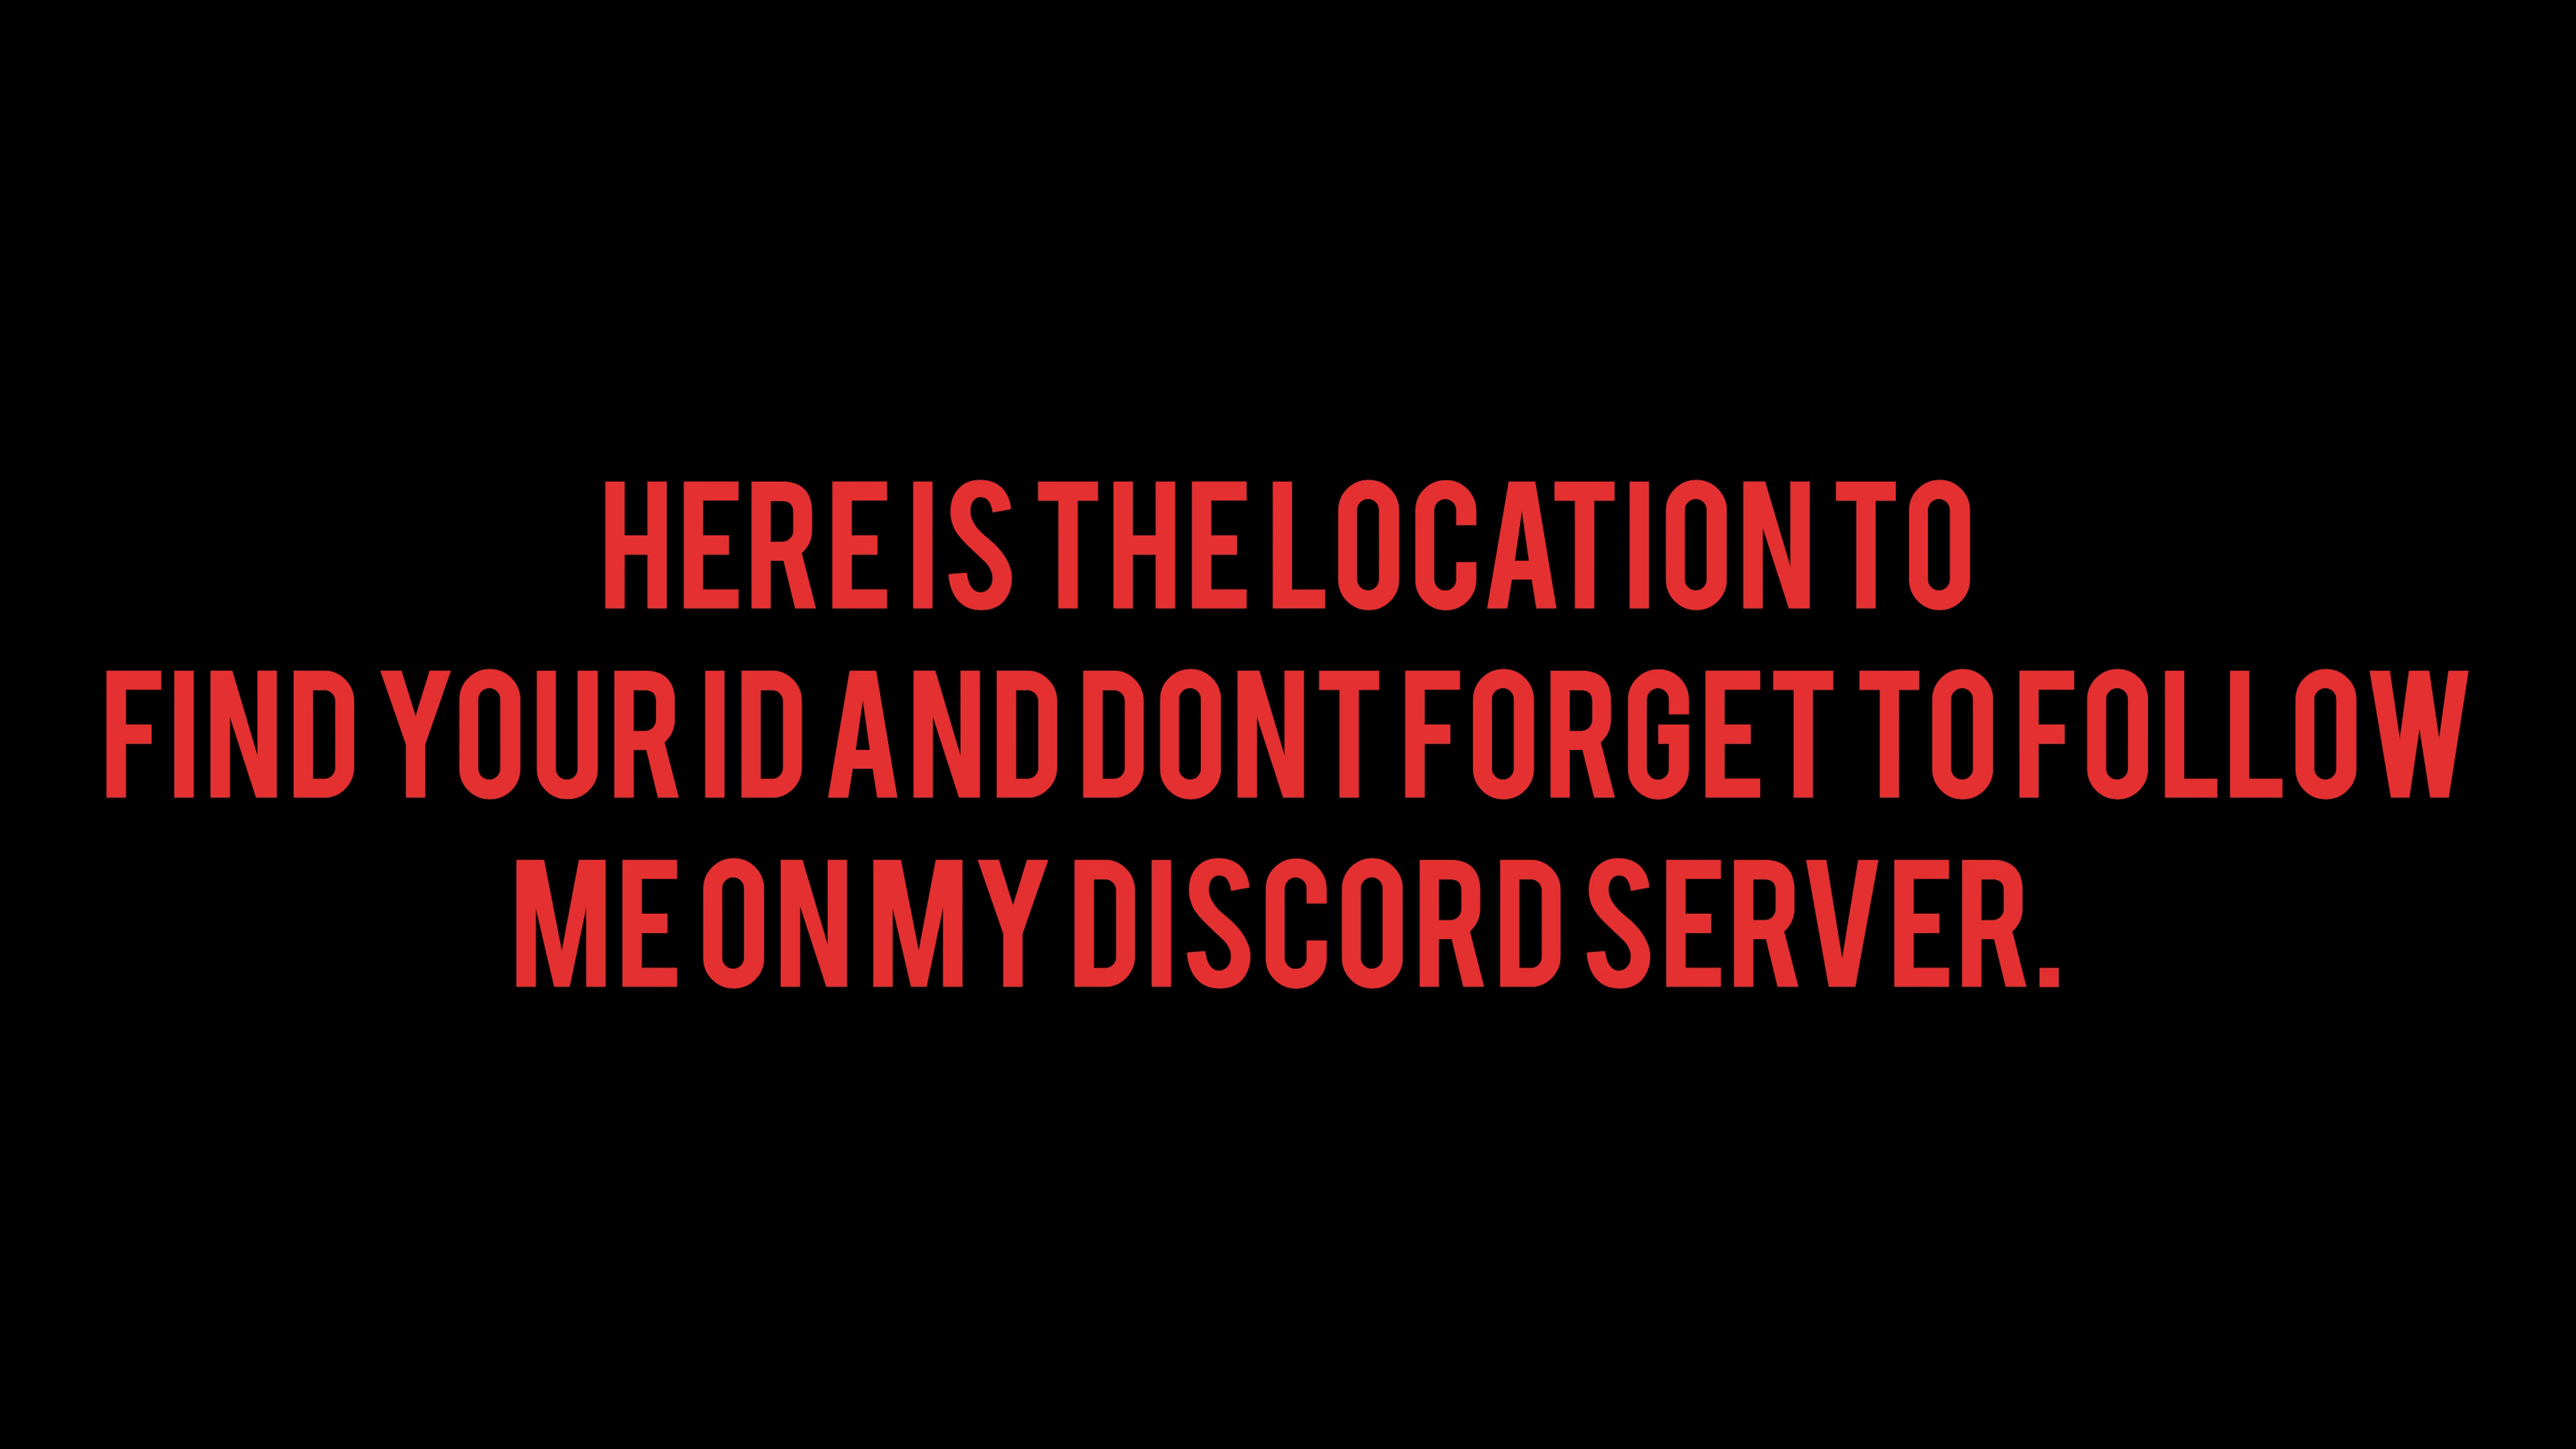 HERE IS THE LOCATION TO
FIND YOUR ID AND DONT FORGET TO FOLLOW
ME ON MY DISCORD SERVER.